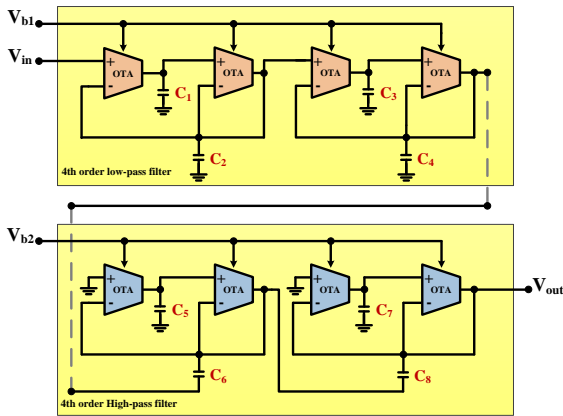 Vb1
Vin
+ OTA -
+ OTA -
+ OTA -
+ OTA -
C1
C3
C2
C4
4th order low-pass filter
Vb2
+ OTA -
+ OTA -
+ OTA -
+ OTA -
Vout
C5
C7
C6
C8
4th order High-pass filter